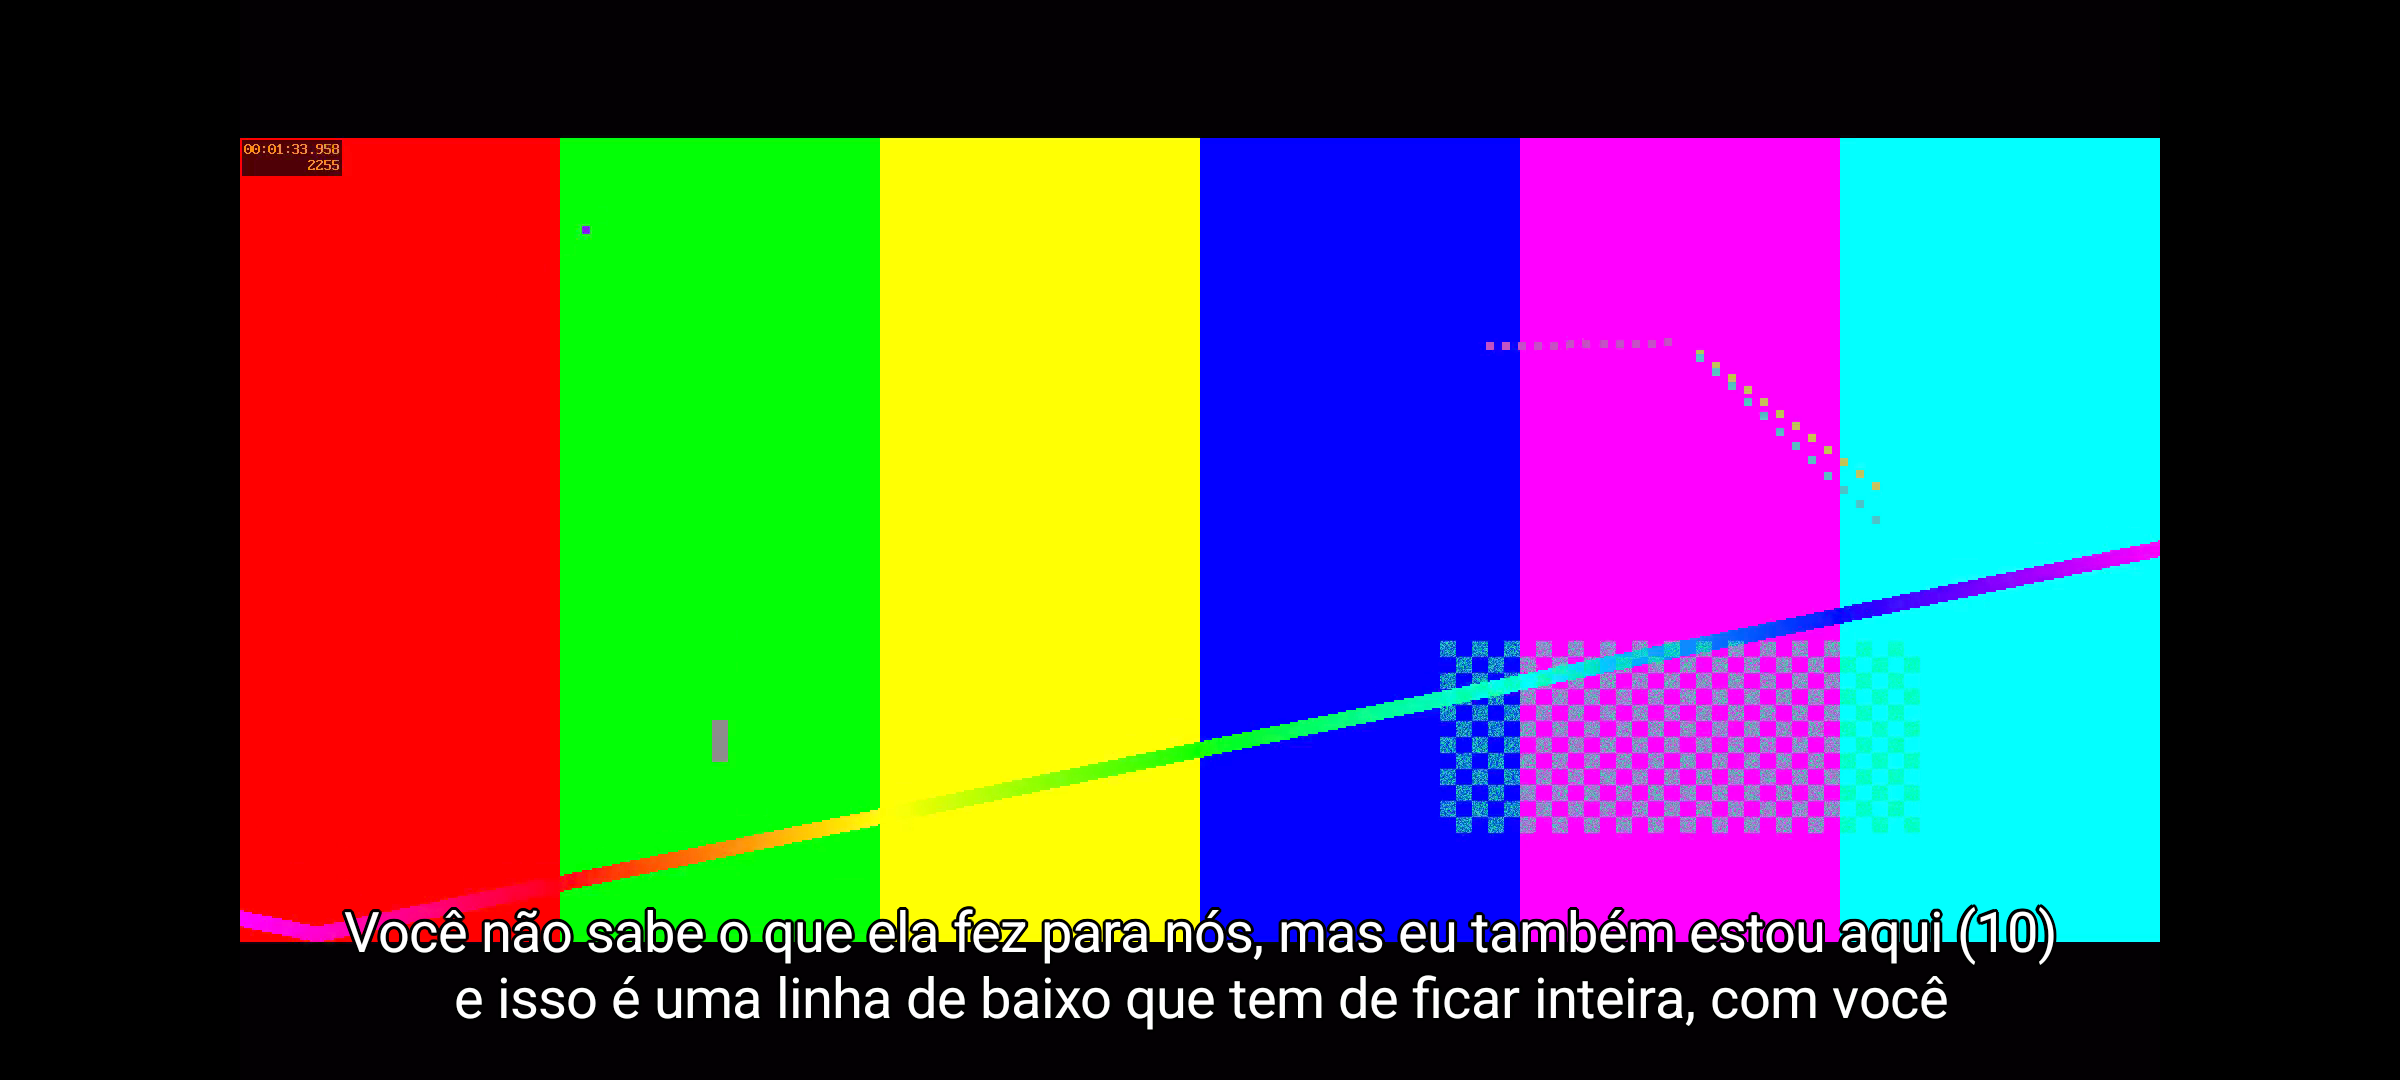 00:01:33.958
2255
Você não sabe o que ela fez para nós, mas eu também estou aqui (10)
e isso é uma linha de baixo que tem de ficar inteira, com você